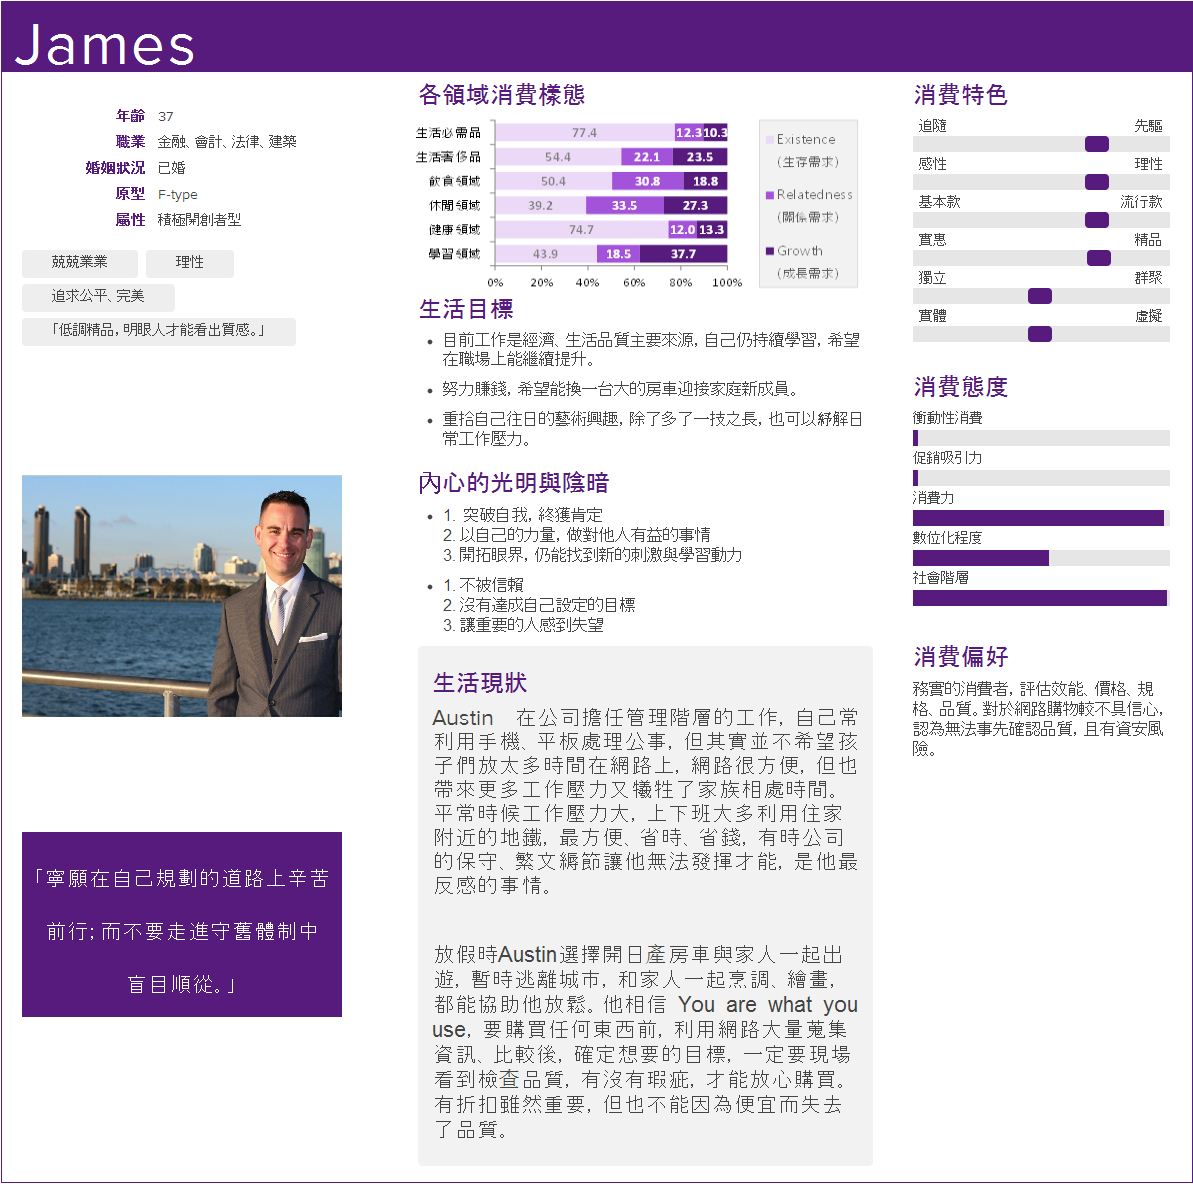 James
年齡 37
職業 金融、會計、法律、建築
婚姻狀況 已婚
原型 F-type
屬性 積極開創者型
兢兢業業 理性
追求公平、完美
「低調精品，明眼人才能看出質感。」
「寧願在自己規劃的道路上辛苦
前行；而不要走進守舊體制中
盲目順從。」
各領域消費樣態
生活必需品 77.4 12.3 10.3
生活奢侈品 54.4 22.1 23.5
飲食領域 50.4 30.8 18.8
休閒領域 39.2 33.5 27.3
健康領域 74.7 12.0 13.3
學習領域 43.9 18.5 37.7
0% 20% 40% 60% 80% 100%
Existence
(生存需求)
Relatedness
(關係需求)
Growth
(成長需求)
生活目標
• 目前工作是經濟、生活品質主要來源，自己仍持續學習，希望
在職場上能繼續提升。
• 努力賺錢，希望能換一台大的房車迎接家庭新成員。
• 重拾自己往日的藝術興趣，除了多了一技之長，也可以紓解日
常工作壓力。
內心的光明與陰暗
• 1. 突破自我，終獲肯定
2. 以自己的力量，做對他人有益的事情
3. 開拓眼界，仍能找到新的刺激與學習動力
• 1. 不被信賴
2. 沒有達成自己設定的目標
3. 讓重要的人感到失望
生活現狀
Austin 在公司擔任管理階層的工作，自己常
利用手機、平板處理公事，但其實並不希望孩
子們放太多時間在網路上，網路很方便，但也
帶來更多工作壓力又犧牲了家族相處時間。
平常時候工作壓力大，上下班大多利用住家
附近的地鐵，最方便、省時、省錢，有時公司
的保守、繁文縟節讓他無法發揮才能，是他最
反感的事情。
放假時Austin選擇開日產房車與家人一起出
遊，暫時逃離城市，和家人一起烹調、繪畫，
都能協助他放鬆。他相信 You are what you
use，要購買任何東西前，利用網路大量蒐集
資訊、比較後，確定想要的目標，一定要現場
看到檢查品質，有沒有瑕疵，才能放心購買。
有折扣雖然重要，但也不能因為便宜而失去
了品質。
消費特色
追隨 先驅
感性 理性
基本款 流行款
實惠 精品
獨立 群聚
實體 虛擬
消費態度
衝動性消費
促銷吸引力
消費力
數位化程度
社會階層
消費偏好
務實的消費者，評估效能、價格、規
格、品質。對於網路購物較不具信心，
認為無法事先確認品質，且有資安風
險。